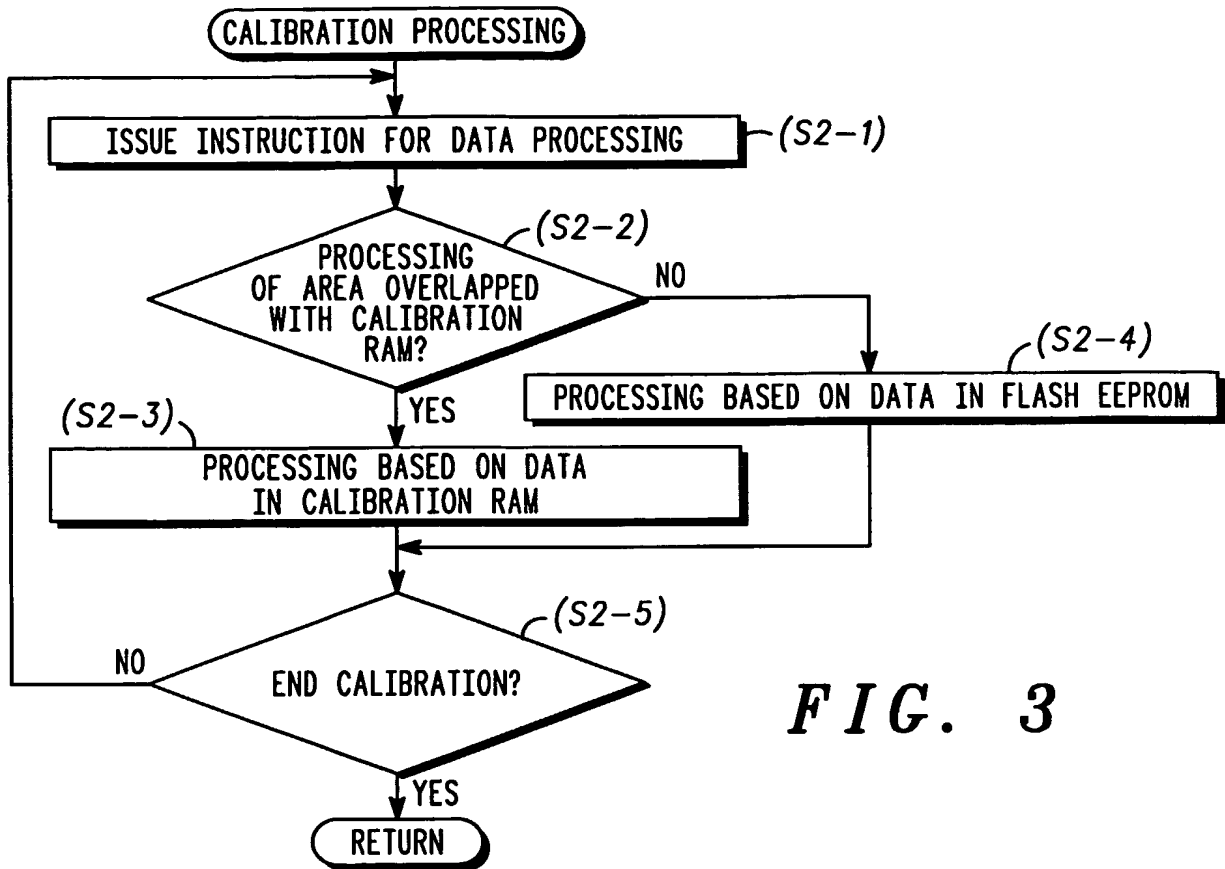 CALIBRATION PROCESSING
ISSUE INSTRUCTION FOR DATA PROCESSING
(S2-1)
PROCESSING
OF AREA OVERLAPPED
WITH CALIBRATION
RAM?
(S2-2)
NO
YES
(S2-4)
PROCESSING BASED ON DATA IN FLASH EEPROM
(S2-3)
PROCESSING BASED ON DATA
IN CALIBRATION RAM
(S2-5)
NO
END CALIBRATION?
YES
RETURN
FIG. 3